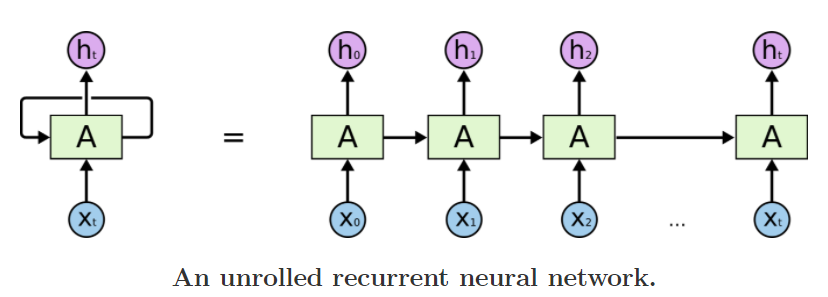 hₜ h₀ h₁ h₂ hₜ
A = A A A A
xₜ x₀ x₁ x₂ ... xₜ
An unrolled recurrent neural network.